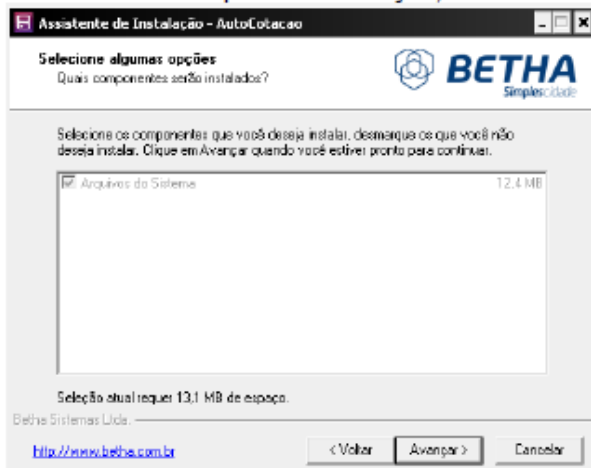 Assistente de Instalação - AutoCotacao
Selecione algumas opções
Quais componentes serão instalados?
BETHA
Simplescidade
Selecione os componentes que você deseja instalar, desmarque os que você não
deseja instalar. Clique em Avançar quando você estiver pronto para continuar.
Arquivos do Sistema 12,4 MB
Seleção atual requer 13,1 MB de espaço.
Betha Sistemas Ltda.
http://www.betha.com.br < Voltar Avançar > Cancelar